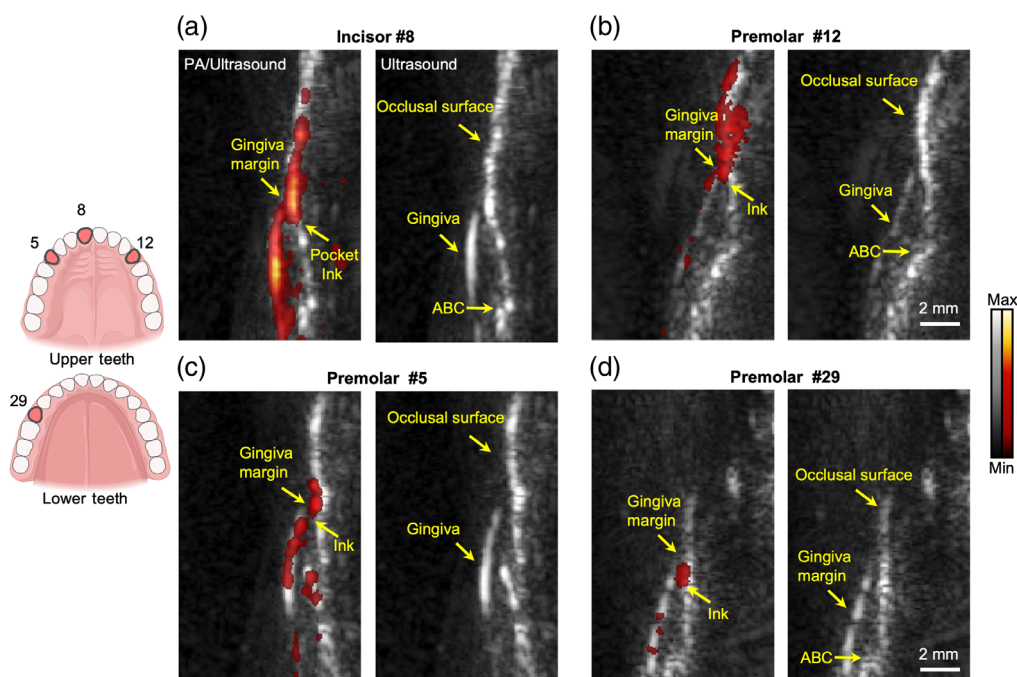 (a)
Incisor #8
PA/Ultrasound
Ultrasound
Occlusal surface
Gingiva
margin
Gingiva
Pocket
Ink
ABC
(b)
Premolar #12
Occlusal surface
Gingiva
margin
Ink
Gingiva
ABC
2 mm
8
5
12
Upper teeth
29
Lower teeth
(c)
Premolar #5
Occlusal surface
Gingiva
margin
Ink
Gingiva
(d)
Premolar #29
Occlusal surface
Gingiva
margin
Ink
Gingiva
margin
ABC
2 mm
Max
Min